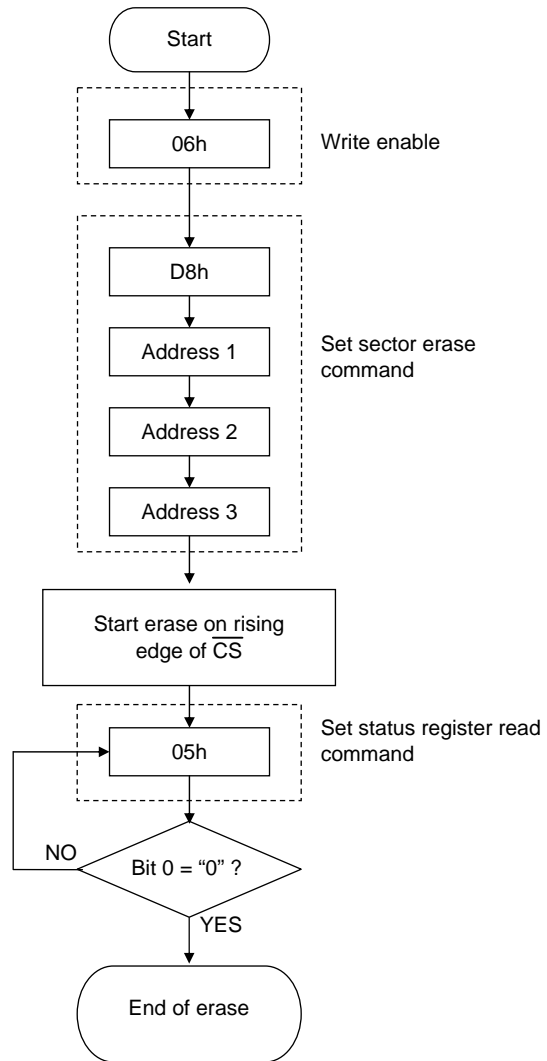 Start
06h
Write enable
D8h
Address 1
Set sector erase
command
Address 2
Address 3
Start erase on rising
edge of C̅S̅
Set status register read
command
05h
NO
Bit 0 = “0” ?
YES
End of erase